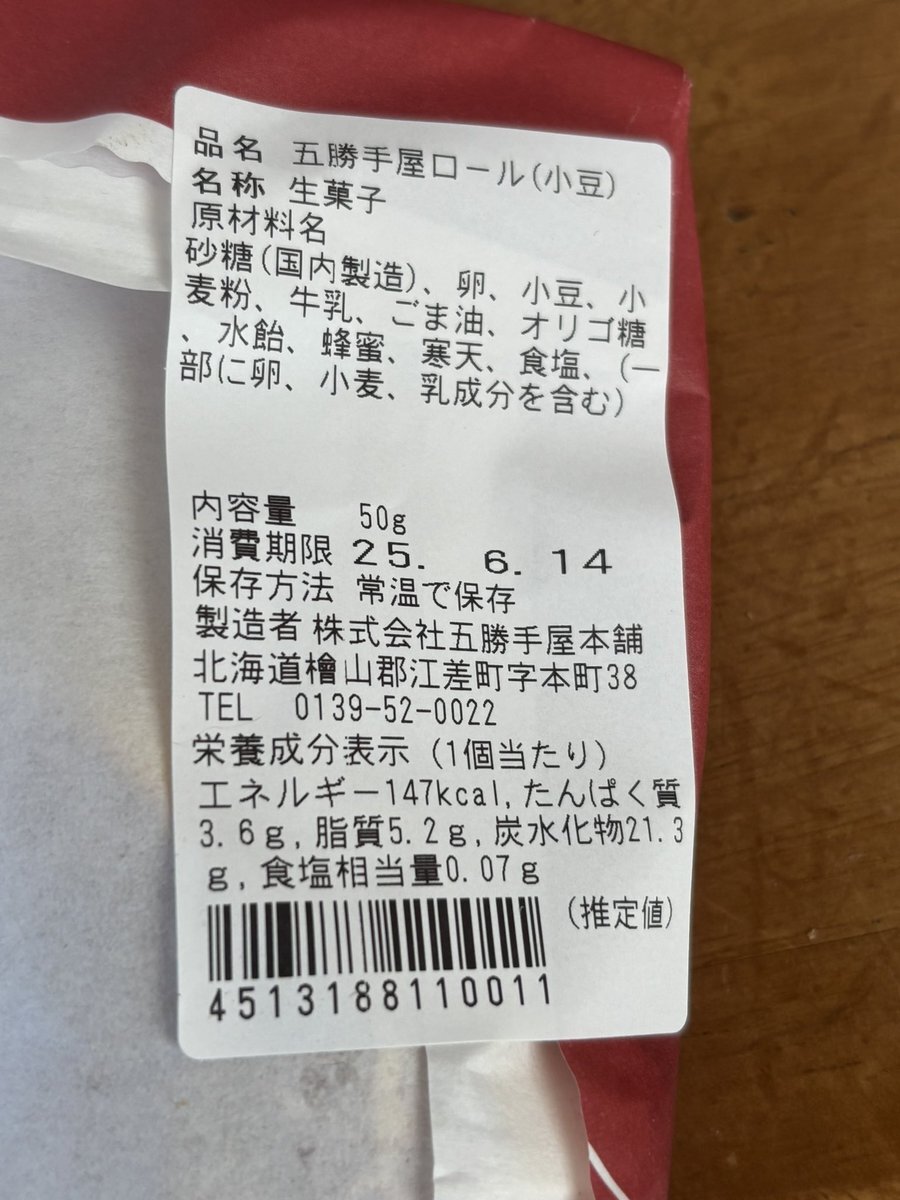 品名 五勝手屋ロール(小豆)
名称 生菓子
原材料名
砂糖(国内製造)、卵、小豆、小
麦粉、牛乳、ごま油、オリゴ糖
、水飴、蜂蜜、寒天、食塩、(一
部に卵、小麦、乳成分を含む)
内容量 50g
消費期限 25. 6. 14
保存方法 常温で保存
製造者 株式会社五勝手屋本舗
北海道檜山郡江差町字本町38
TEL 0139-52-0022
栄養成分表示 (1個当たり)
エネルギー147kcal,たんぱく質
3.6g,脂質5.2g,炭水化物21.3
g,食塩相当量0.07g
(推定値)
4513188110011